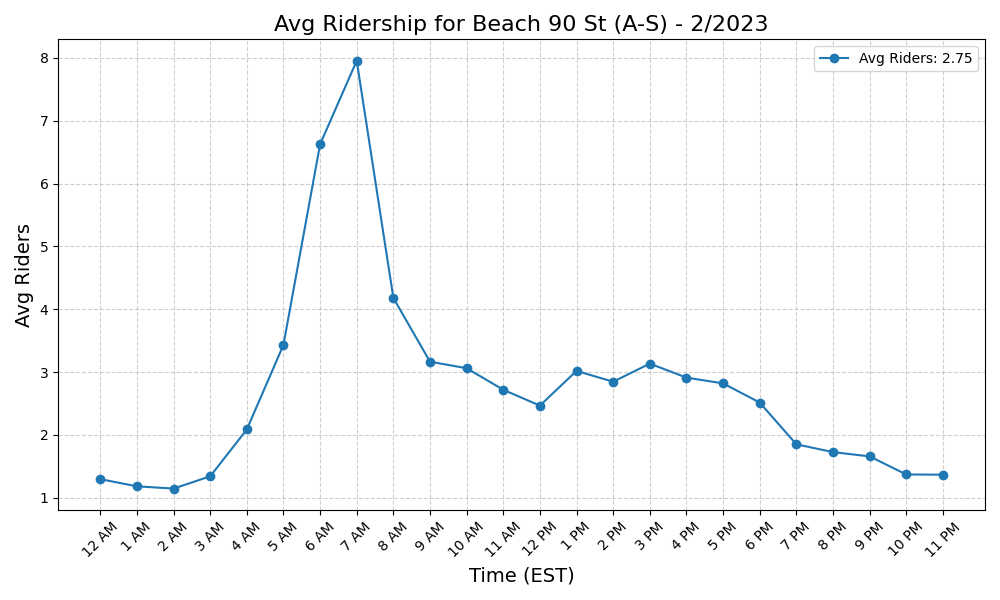 Avg Ridership for Beach 90 St (A-S) - 2/2023
Avg Riders: 2.75
Avg Riders
8
7
6
5
4
3
2
1
12 AM
1 AM
2 AM
3 AM
4 AM
5 AM
6 AM
7 AM
8 AM
9 AM
10 AM
11 AM
12 PM
1 PM
2 PM
3 PM
4 PM
5 PM
6 PM
7 PM
8 PM
9 PM
10 PM
11 PM
Time (EST)